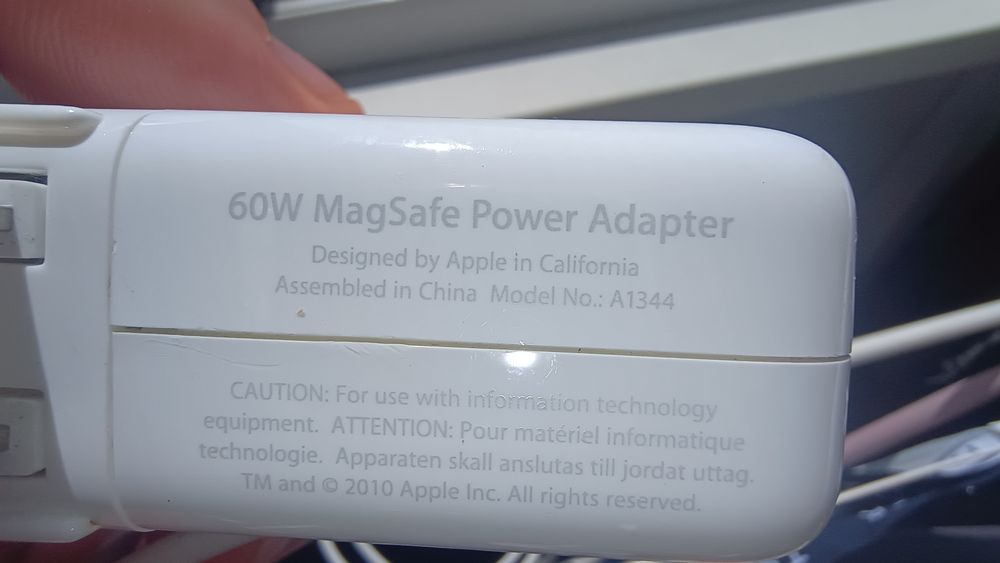 60W MagSafe Power Adapter
Designed by Apple in California
Assembled in China  Model No.: A1344
CAUTION: For use with information technology
equipment.  ATTENTION: Pour matériel informatique
technologie.  Apparaten skall anslutas till jordat uttag.
TM and © 2010 Apple Inc. All rights reserved.